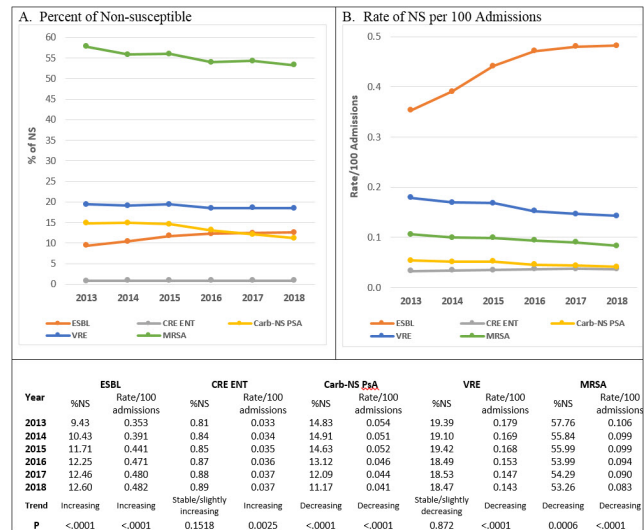 A. Percent of Non-susceptible
60
55
50
45
40
35
30
25
20
15
10
5
0
% of NS
2013 2014 2015 2016 2017 2018
ESBL CRE ENT Carb-NS PSA
VRE MRSA
B. Rate of NS per 100 Admissions
0.5
0.4
0.3
0.2
0.1
0.0
Rate/100 Admissions
2013 2014 2015 2016 2017 2018
ESBL CRE ENT Carb-NS PSA
VRE MRSA
ESBL CRE ENT Carb-NS PsA VRE MRSA
Year %NS Rate/100 admissions %NS Rate/100 admissions %NS Rate/100 admissions %NS Rate/100 admissions %NS Rate/100 admissions
2013 9.43 0.353 0.81 0.033 14.83 0.054 19.39 0.179 57.76 0.106
2014 10.43 0.391 0.84 0.034 14.91 0.051 19.10 0.169 55.84 0.099
2015 11.71 0.441 0.85 0.035 14.63 0.052 19.42 0.168 55.99 0.099
2016 12.25 0.471 0.87 0.036 13.12 0.046 18.49 0.153 53.99 0.094
2017 12.46 0.480 0.88 0.037 12.09 0.044 18.53 0.147 54.29 0.090
2018 12.60 0.482 0.89 0.037 11.17 0.041 18.47 0.143 53.26 0.083
Trend Increasing Increasing Stable/slightly increasing Increasing Decreasing Decreasing Stable/slightly decreasing Decreasing Decreasing Decreasing
P <.0001 <.0001 0.1518 0.0025 <.0001 <.0001 0.872 <.0001 0.0006 <.0001